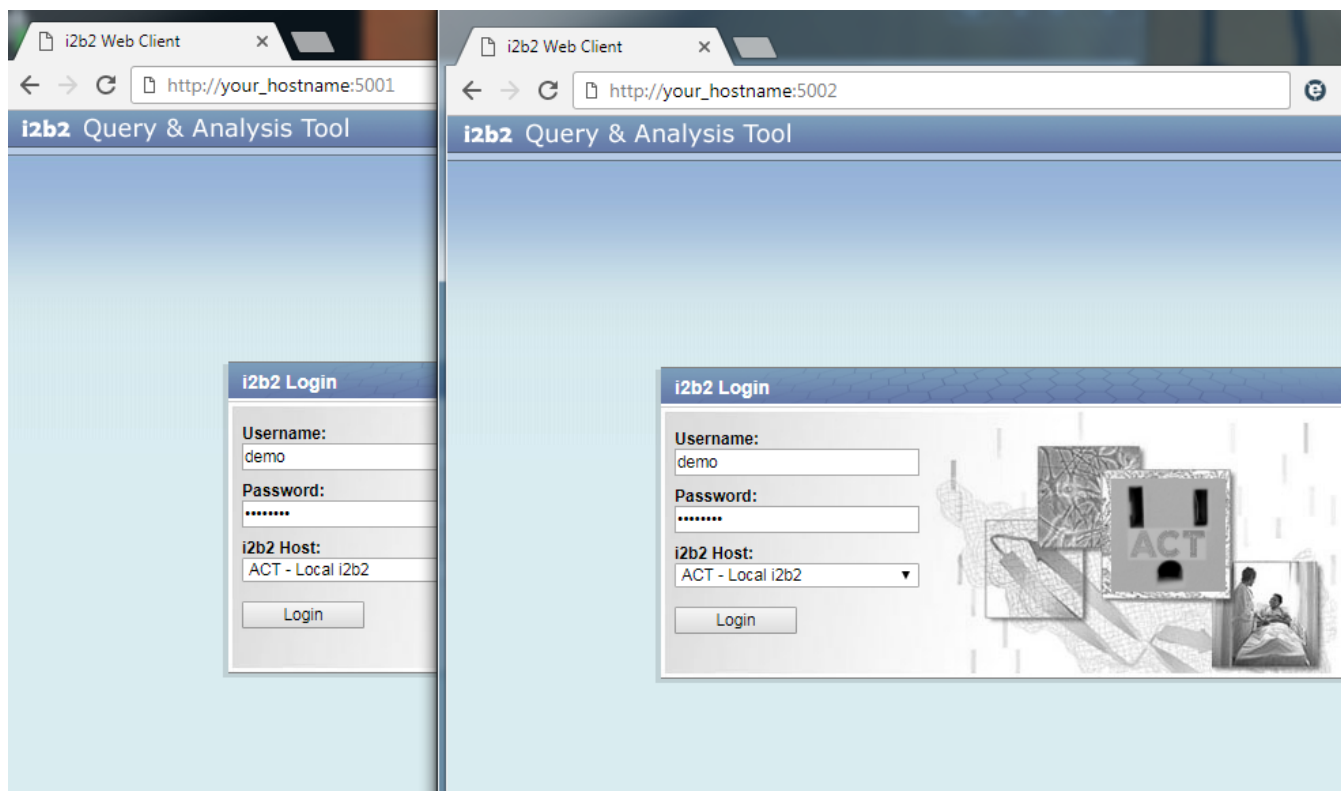 i2b2 Web Client
http://your_hostname:5001
i2b2 Query & Analysis Tool
i2b2 Login
Username:
demo
Password:
••••••••
i2b2 Host:
ACT - Local i2b2
Login
i2b2 Web Client
http://your_hostname:5002
i2b2 Query & Analysis Tool
i2b2 Login
Username:
demo
Password:
••••••••
i2b2 Host:
ACT - Local i2b2
Login
ACT